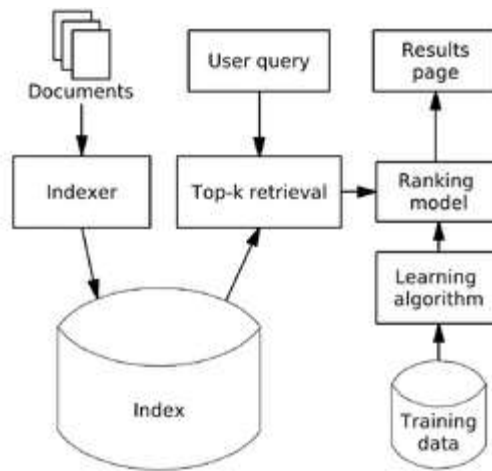 Documents
User query
Results
page
Indexer
Top-k retrieval
Ranking
model
Learning
algorithm
Index
Training
data